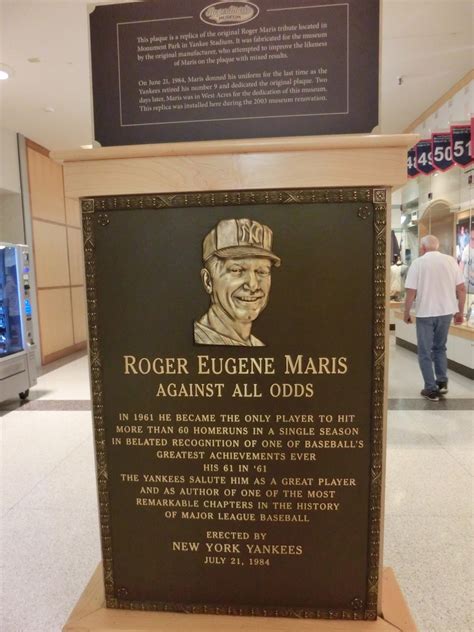 This plaque is a replica of the original Roger Maris tribute located in
Monument Park in Yankee Stadium. It was fabricated for the museum
by the original manufacturer, who attempted to improve the likeness
of Maris on the plaque with mixed results.
On June 21, 1984, Maris donned his uniform for the last time as the
Yankees retired his number 9 and dedicated the original plaque. Two
days later, Maris was in West Acres for the dedication of this museum.
This replica was installed here during the 2003 museum renovation.
49 50 51
NY
ROGER EUGENE MARIS
AGAINST ALL ODDS
IN 1961 HE BECAME THE ONLY PLAYER TO HIT
MORE THAN 60 HOMERUNS IN A SINGLE SEASON
IN BELATED RECOGNITION OF ONE OF BASEBALL'S
GREATEST ACHIEVEMENTS EVER
HIS 61 IN '61
THE YANKEES SALUTE HIM AS A GREAT PLAYER
AND AS AUTHOR OF ONE OF THE MOST
REMARKABLE CHAPTERS IN THE HISTORY
OF MAJOR LEAGUE BASEBALL
ERECTED BY
NEW YORK YANKEES
JULY 21, 1984